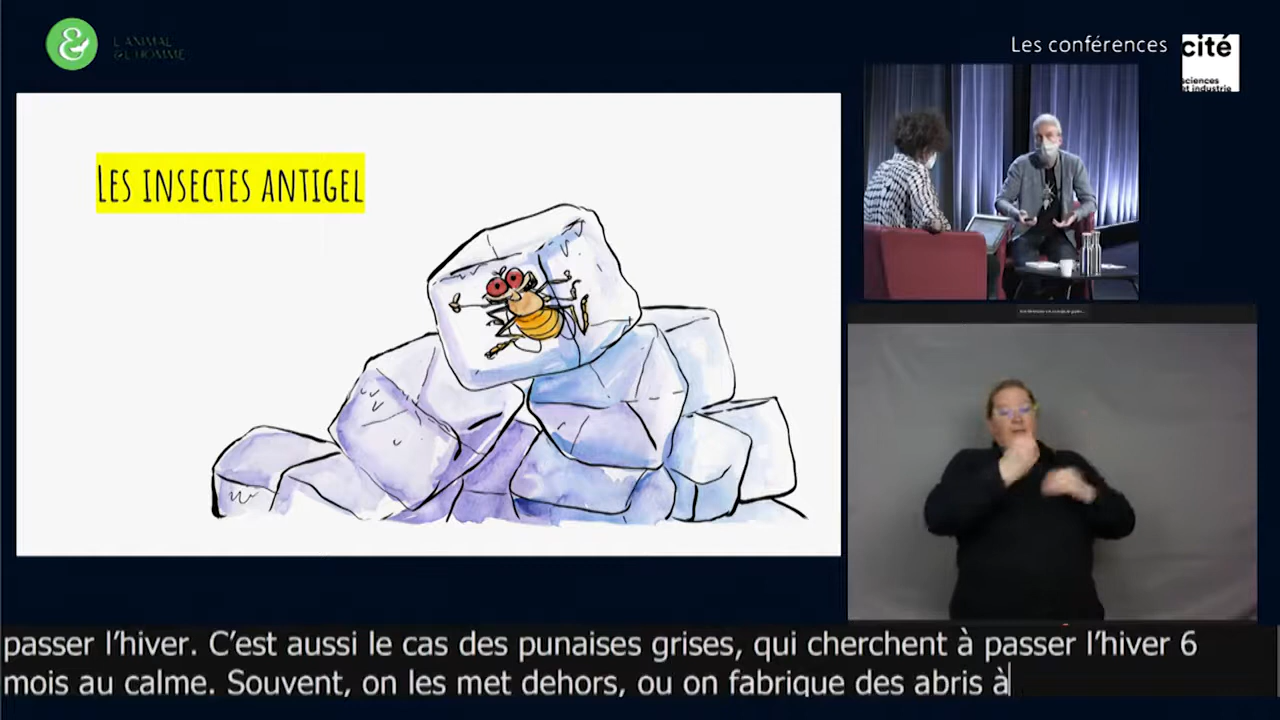 &
L'ANIMAL
& L'HOMME
Les conférences
cité
sciences
et industrie
LES INSECTES ANTIGEL
passer l'hiver. C'est aussi le cas des punaises grises, qui cherchent à passer l'hiver 6
mois au calme. Souvent, on les met dehors, ou on fabrique des abris à